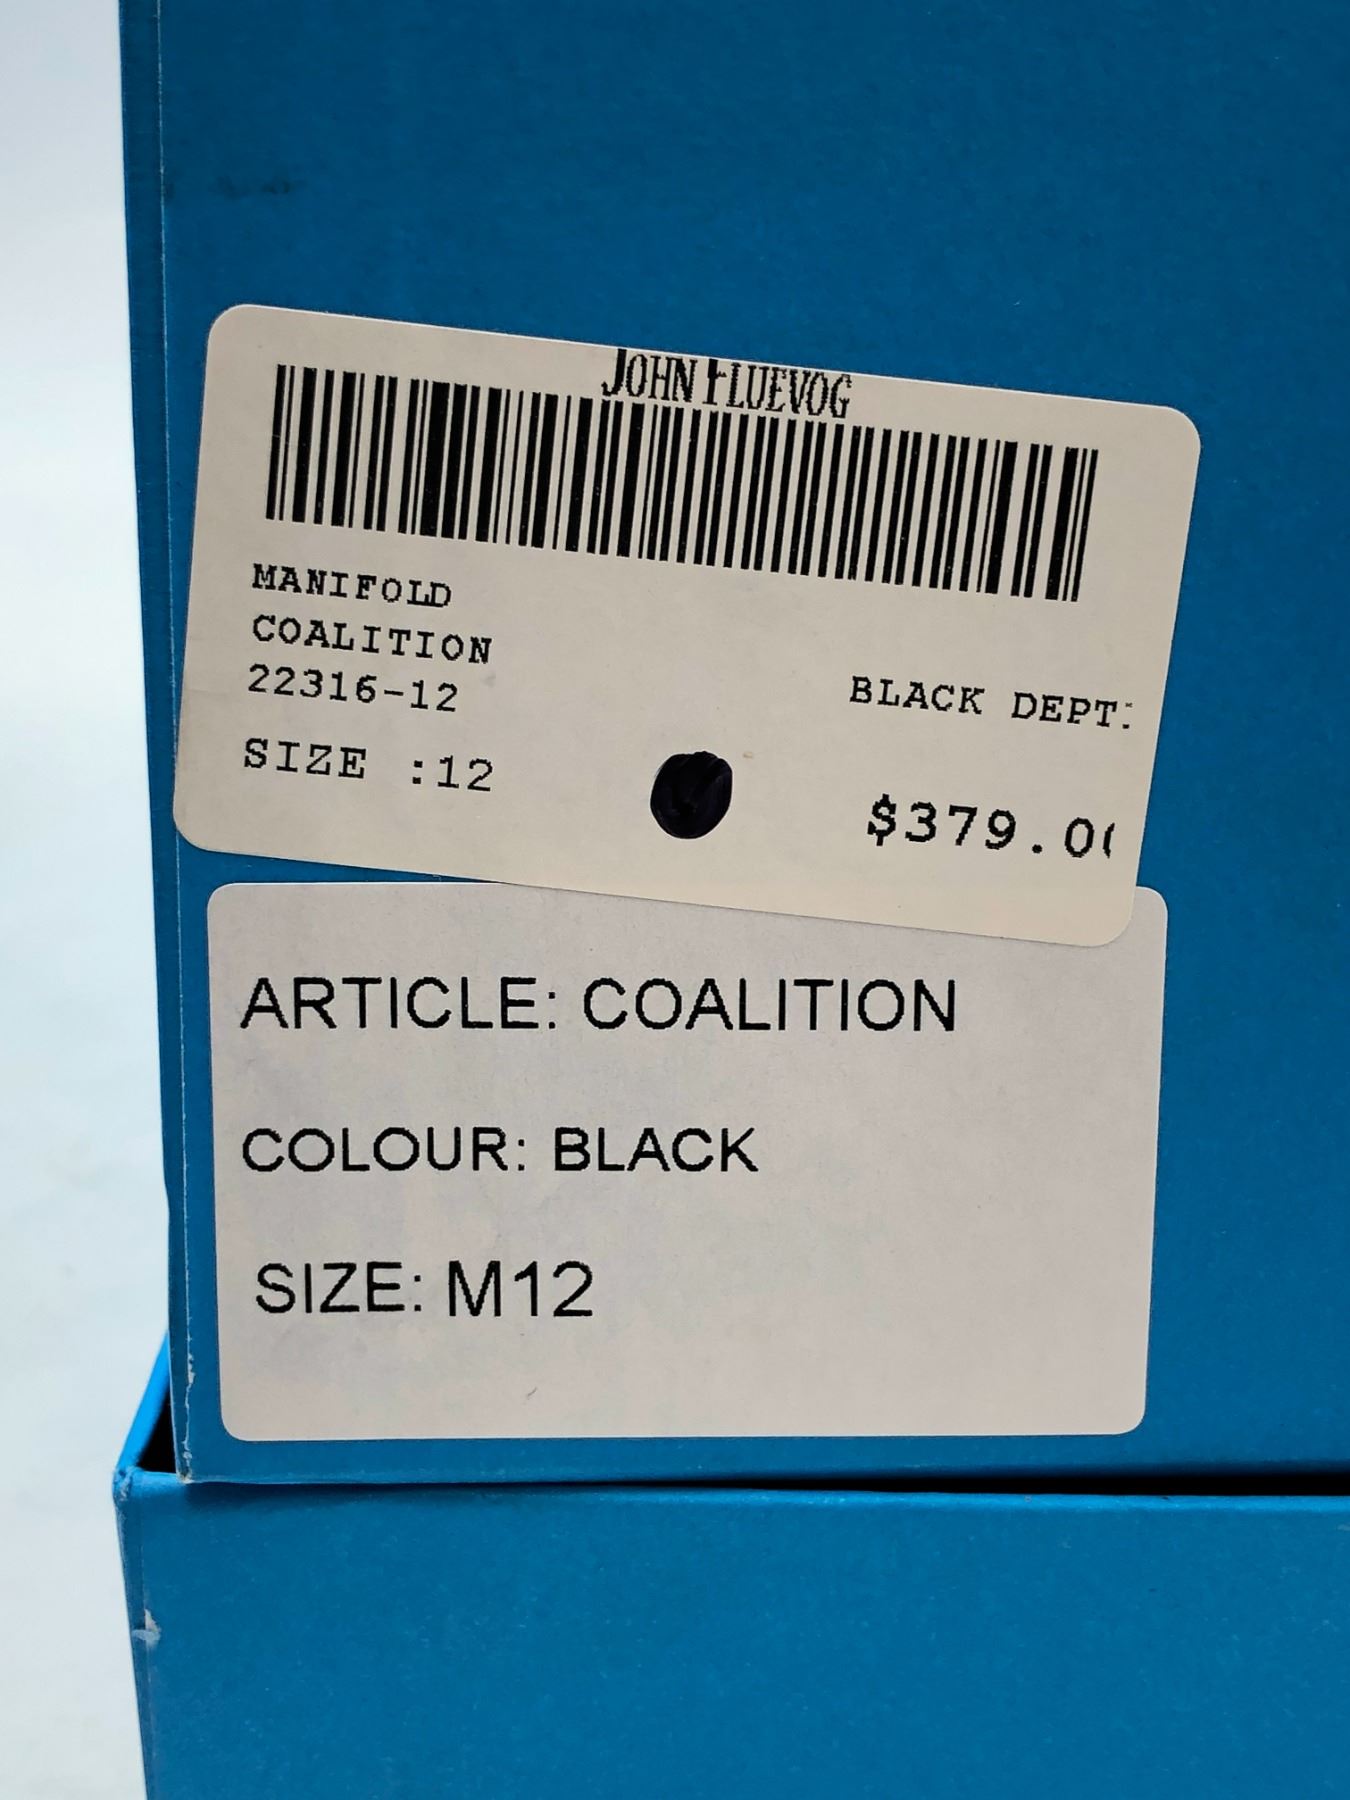 JOHN FLUEVOG
MANIFOLD
COALITION
22316-12
BLACK DEPT:
SIZE :12
$379.0
ARTICLE: COALITION
COLOUR: BLACK
SIZE: M12